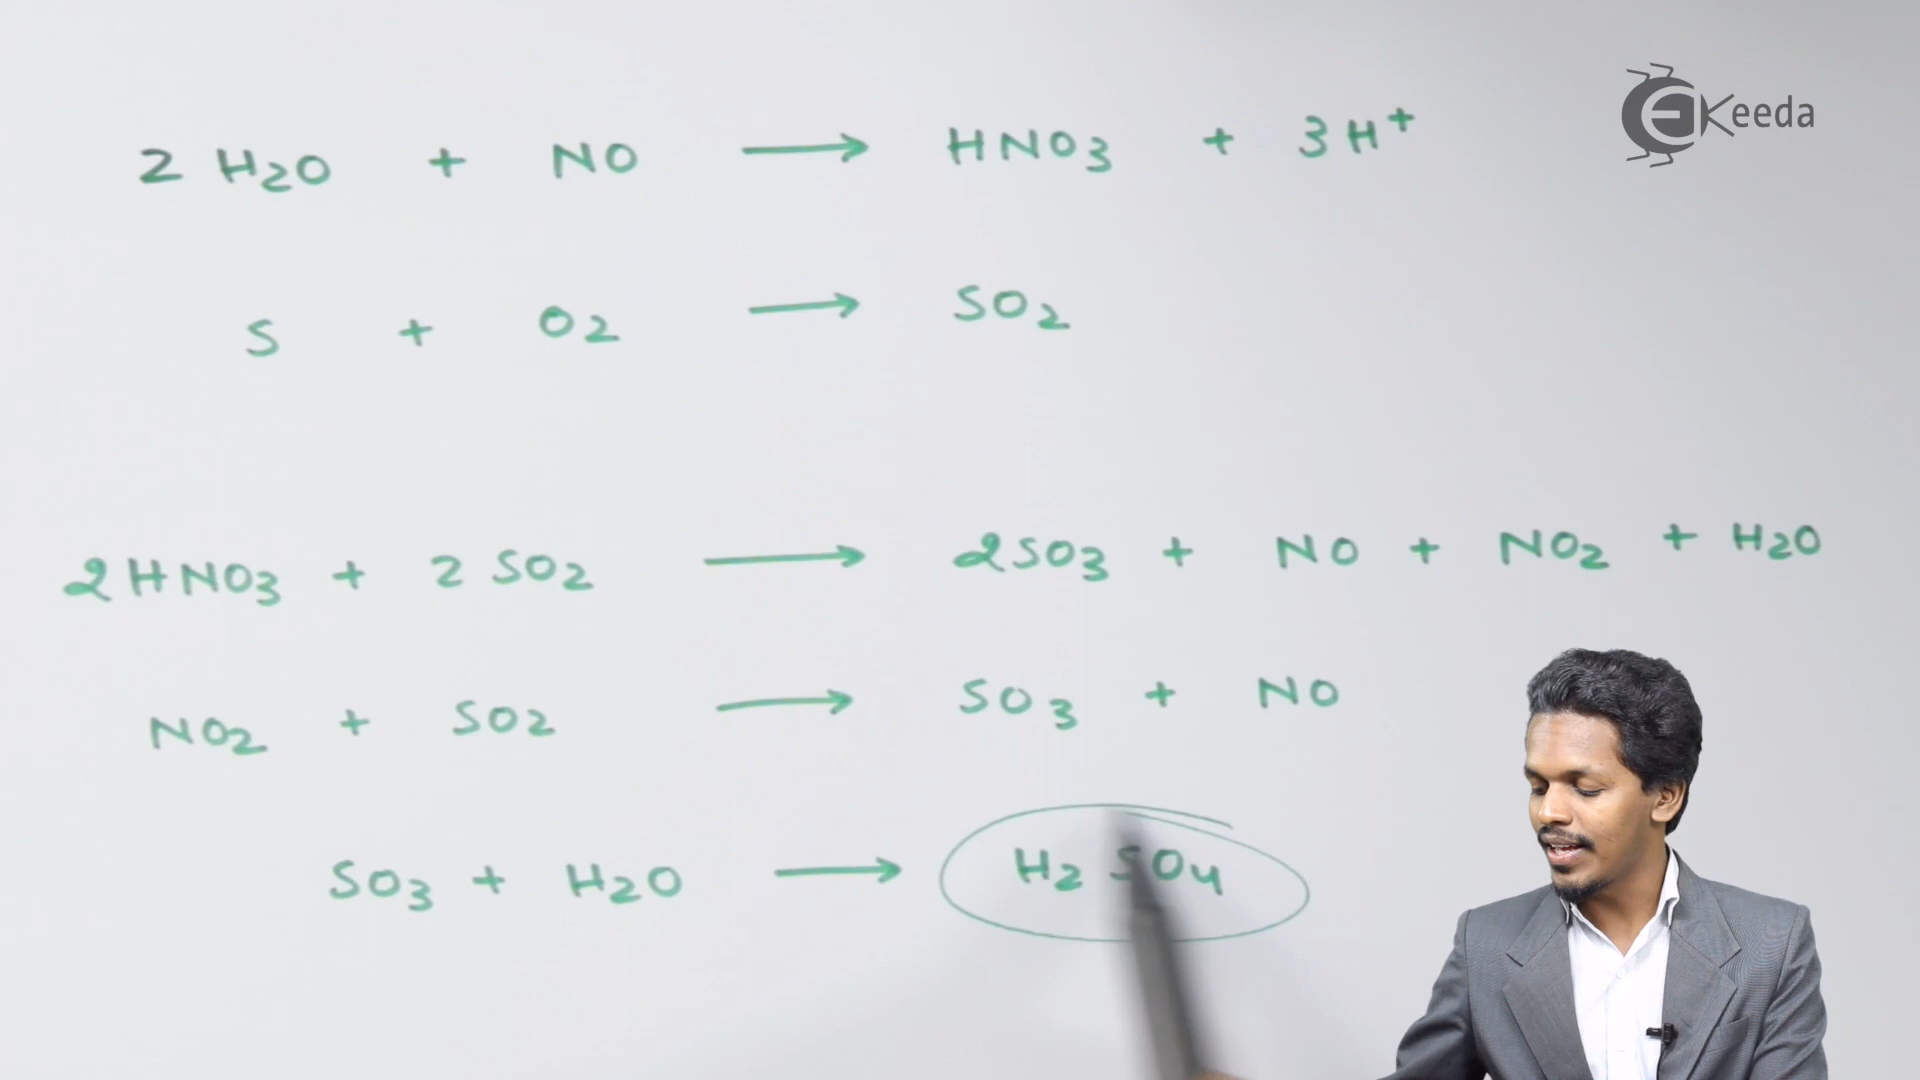 EKeeda
2 H2O + NO → HNO3 + 3H+
S + O2 → SO2
2HNO3 + 2 SO2 → 2SO3 + NO + NO2 + H2O
NO2 + SO2 → SO3 + NO
SO3 + H2O → H2 SO4